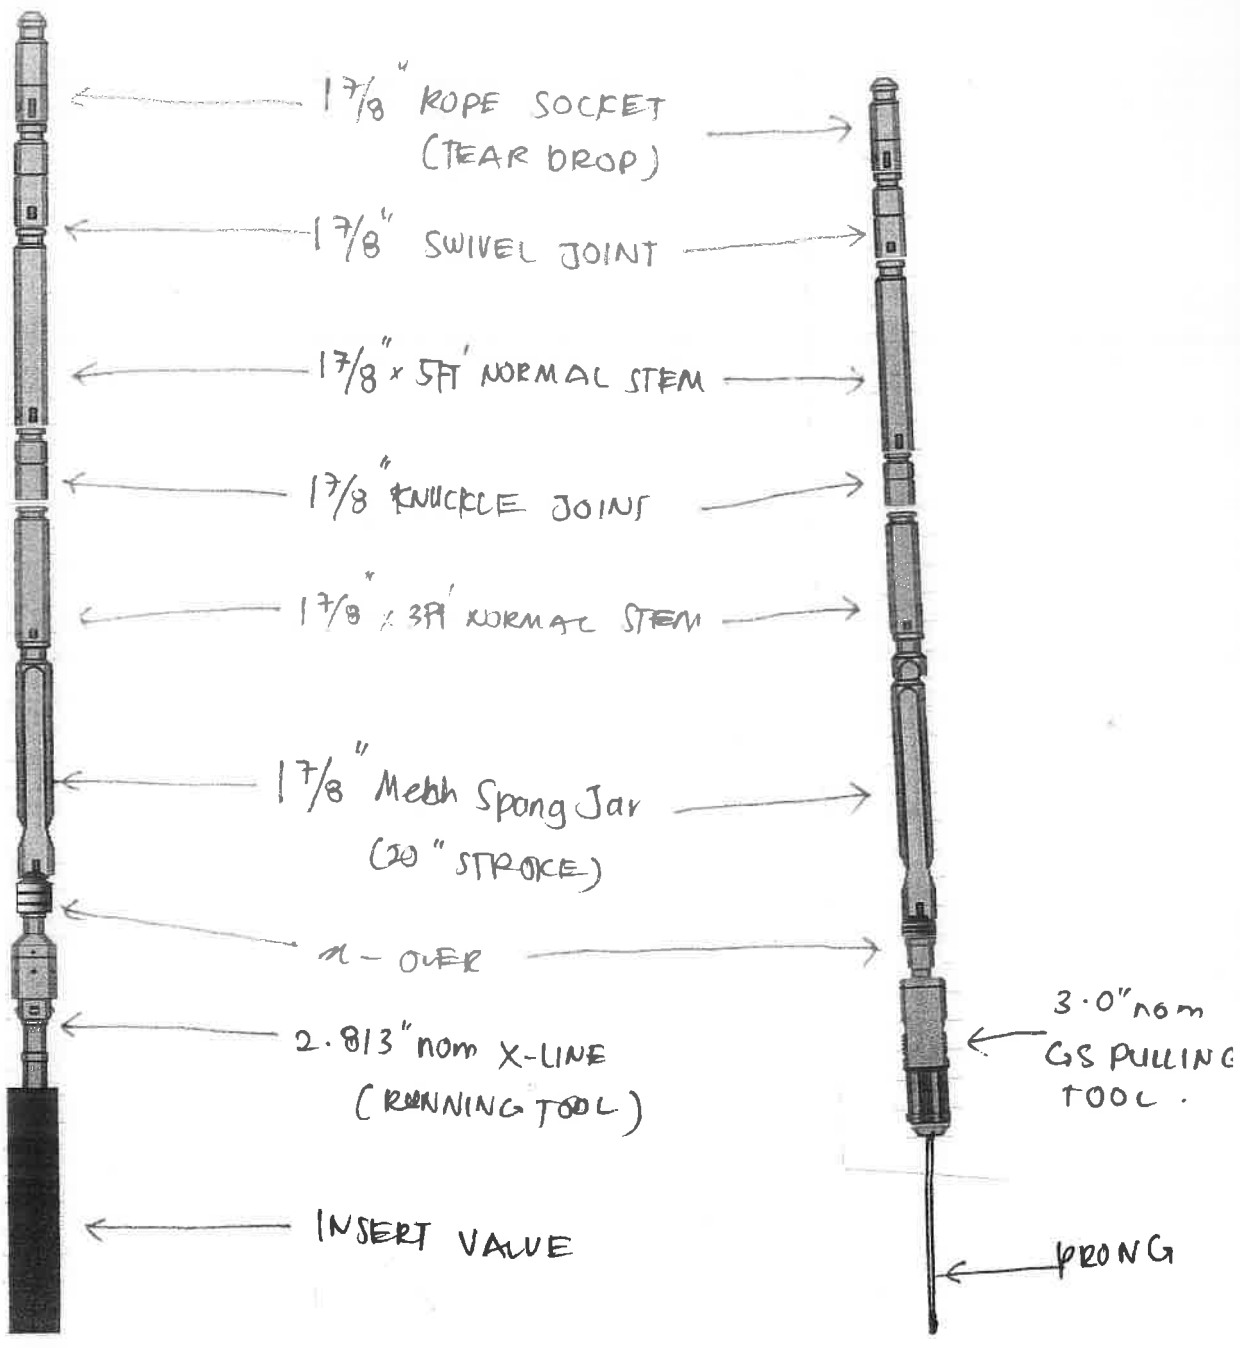 1 7/8" ROPE SOCKET
(TEAR DROP)
1 7/8" SWIVEL JOINT
1 7/8" x 5FT' NORMAL STEM
1 7/8" KNUCKLE JOINT
1 7/8" x 3FT' NORMAL STEM
1 7/8" Mech Spang Jar
(20" STROKE)
x - OVER
2.813" nom X-LINE
(RUNNING TOOL)
3.0" nom
GS PULLING
TOOL.
INSERT VALVE
PRONG